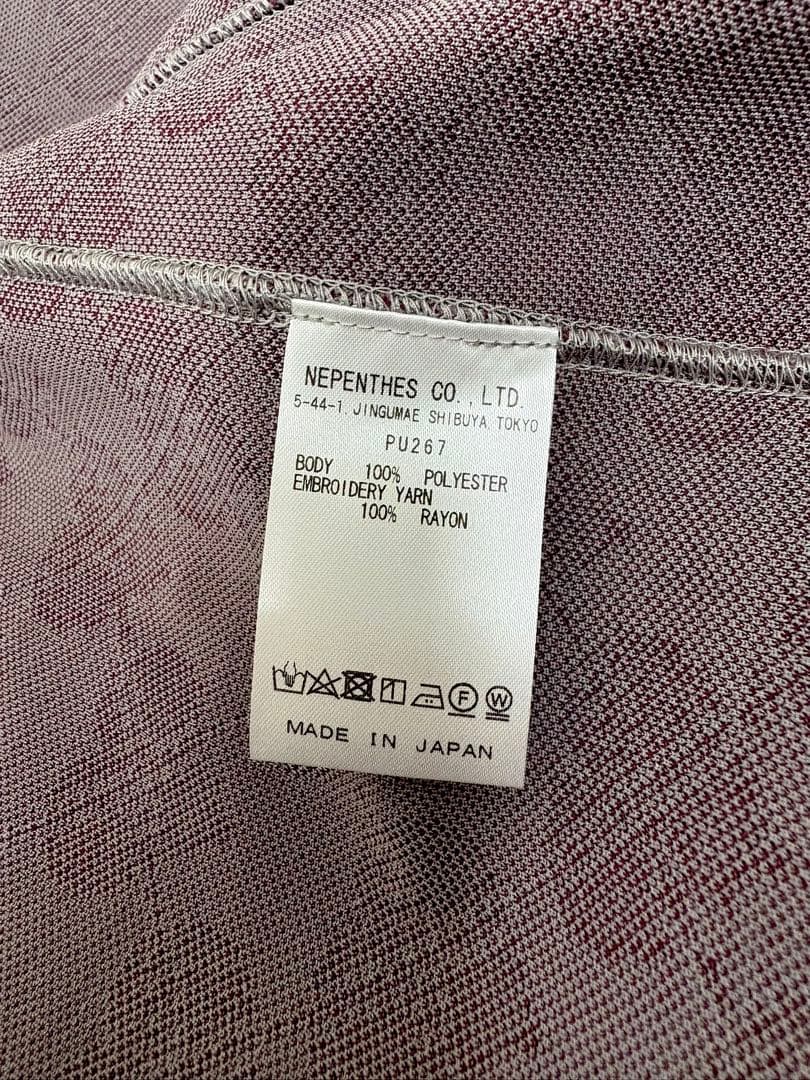 NEPENTHES CO., LTD.
5-44-1, JINGUMAE SHIBUYA, TOKYO
PU267
BODY 100% POLYESTER
EMBROIDERY YARN
100% RAYON
F W
MADE IN JAPAN